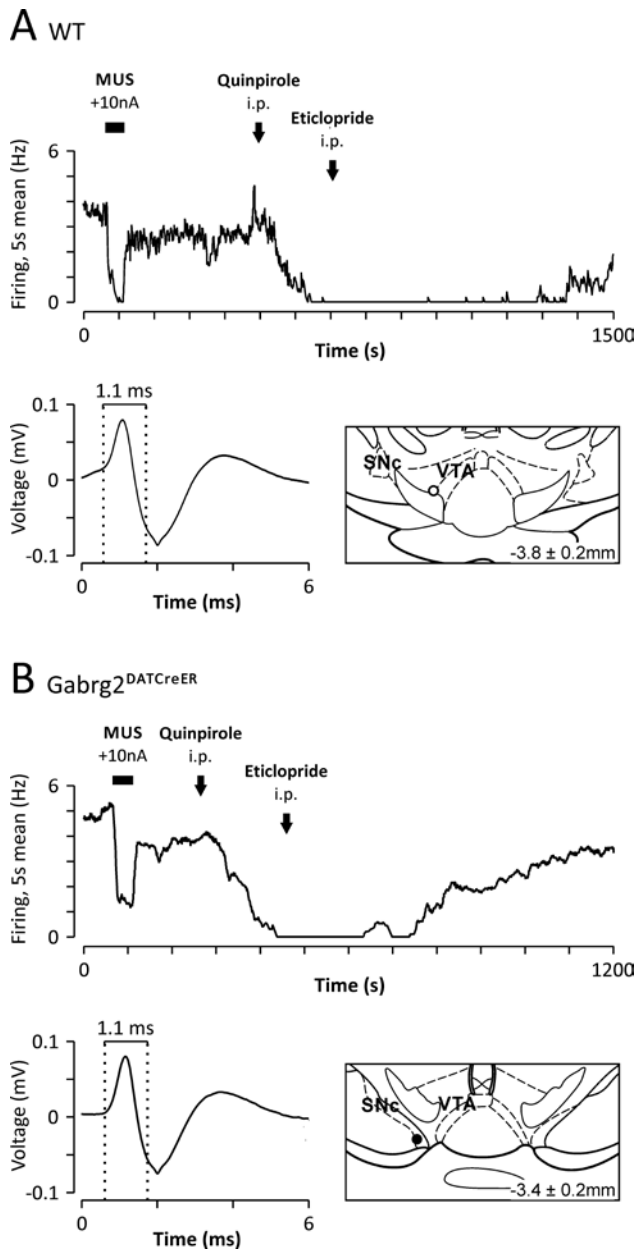 A WT
MUS
+10nA
Quinpirole
i.p.
Eticlopride
i.p.
6
Firing, 5s mean (Hz)
0
0
1500
Time (s)
1.1 ms
0.1
Voltage (mV)
0
-0.1
0
6
Time (ms)
SNc
VTA
-3.8 ± 0.2mm
B Gabrg2DATCreER
MUS
+10nA
Quinpirole
i.p.
Eticlopride
i.p.
6
Firing, 5s mean (Hz)
0
0
1200
Time (s)
1.1 ms
0.1
Voltage (mV)
0
-0.1
0
6
Time (ms)
SNc
VTA
-3.4 ± 0.2mm